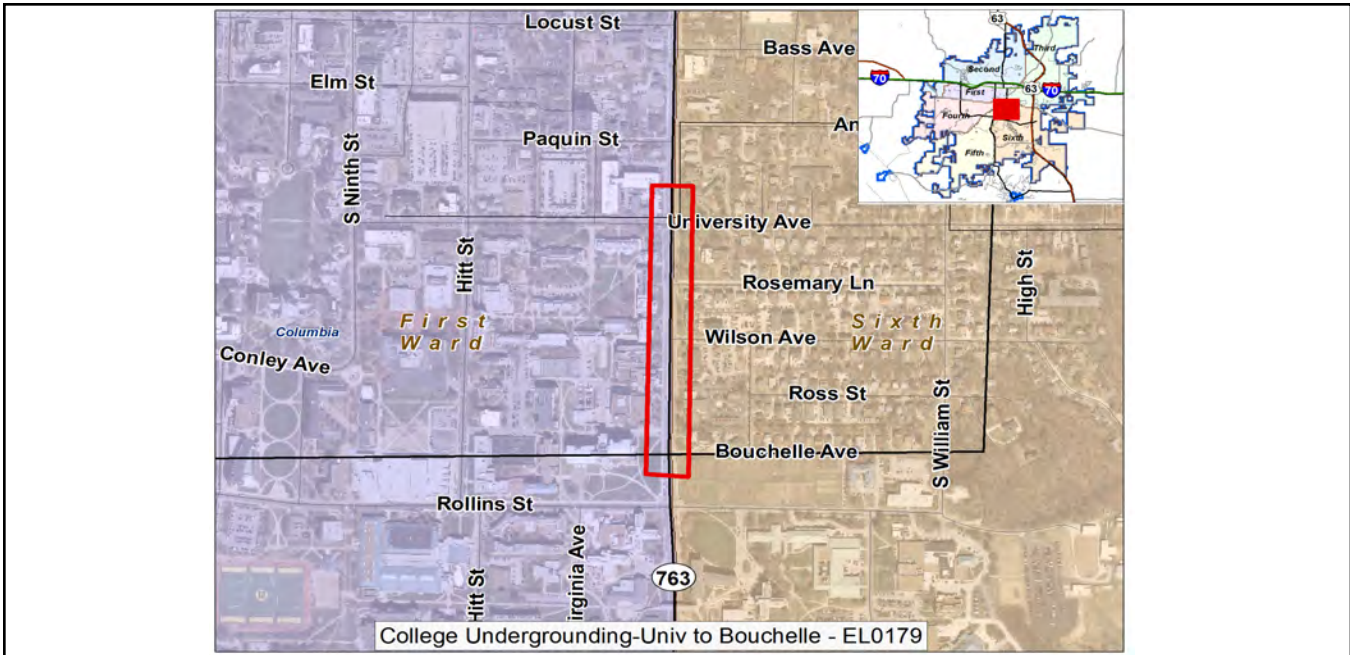 Locust St
Bass Ave
Elm St
Paquin St
An
S Ninth St
University Ave
Hitt St
Rosemary Ln
High St
First
Ward
Sixth
Ward
Columbia
Wilson Ave
Conley Ave
Ross St
S William St
Bouchelle Ave
Rollins St
Hitt St
irginia Ave
763
College Undergrounding-Univ to Bouchelle - EL0179
63
Third
Second
70
First
63
70
Fourth
Sixth
Fifth